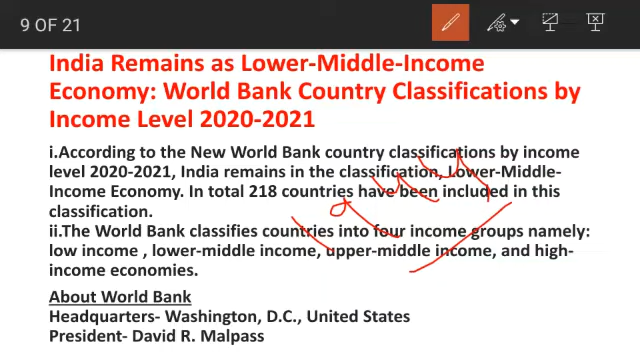 9 OF 21
India Remains as Lower-Middle-Income
Economy: World Bank Country Classifications by
Income Level 2020-2021
i.According to the New World Bank country classifications by income
level 2020-2021, India remains in the classification, Lower-Middle-
Income Economy. In total 218 countries have been included in this
classification.
ii.The World Bank classifies countries into four income groups namely:
low income , lower-middle income, upper-middle income, and high-
income economies.
About World Bank
Headquarters- Washington, D.C., United States
President- David R. Malpass